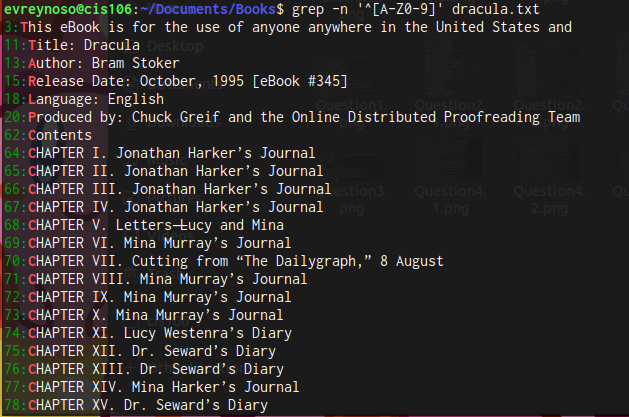 evreynoso@cis106:~/Documents/Books$ grep -n '^[A-Z0-9]' dracula.txt
3:This eBook is for the use of anyone anywhere in the United States and
11:Title: Dracula
13:Author: Bram Stoker
15:Release Date: October, 1995 [eBook #345]
18:Language: English
20:Produced by: Chuck Greif and the Online Distributed Proofreading Team
62:Contents
64:CHAPTER I. Jonathan Harker’s Journal
65:CHAPTER II. Jonathan Harker’s Journal
66:CHAPTER III. Jonathan Harker’s Journal
67:CHAPTER IV. Jonathan Harker’s Journal
68:CHAPTER V. Letters—Lucy and Mina
69:CHAPTER VI. Mina Murray’s Journal
70:CHAPTER VII. Cutting from “The Dailygraph,” 8 August
71:CHAPTER VIII. Mina Murray’s Journal
72:CHAPTER IX. Mina Murray’s Journal
73:CHAPTER X. Mina Murray’s Journal
74:CHAPTER XI. Lucy Westenra’s Diary
75:CHAPTER XII. Dr. Seward’s Diary
76:CHAPTER XIII. Dr. Seward’s Diary
77:CHAPTER XIV. Mina Harker’s Journal
78:CHAPTER XV. Dr. Seward’s Diary